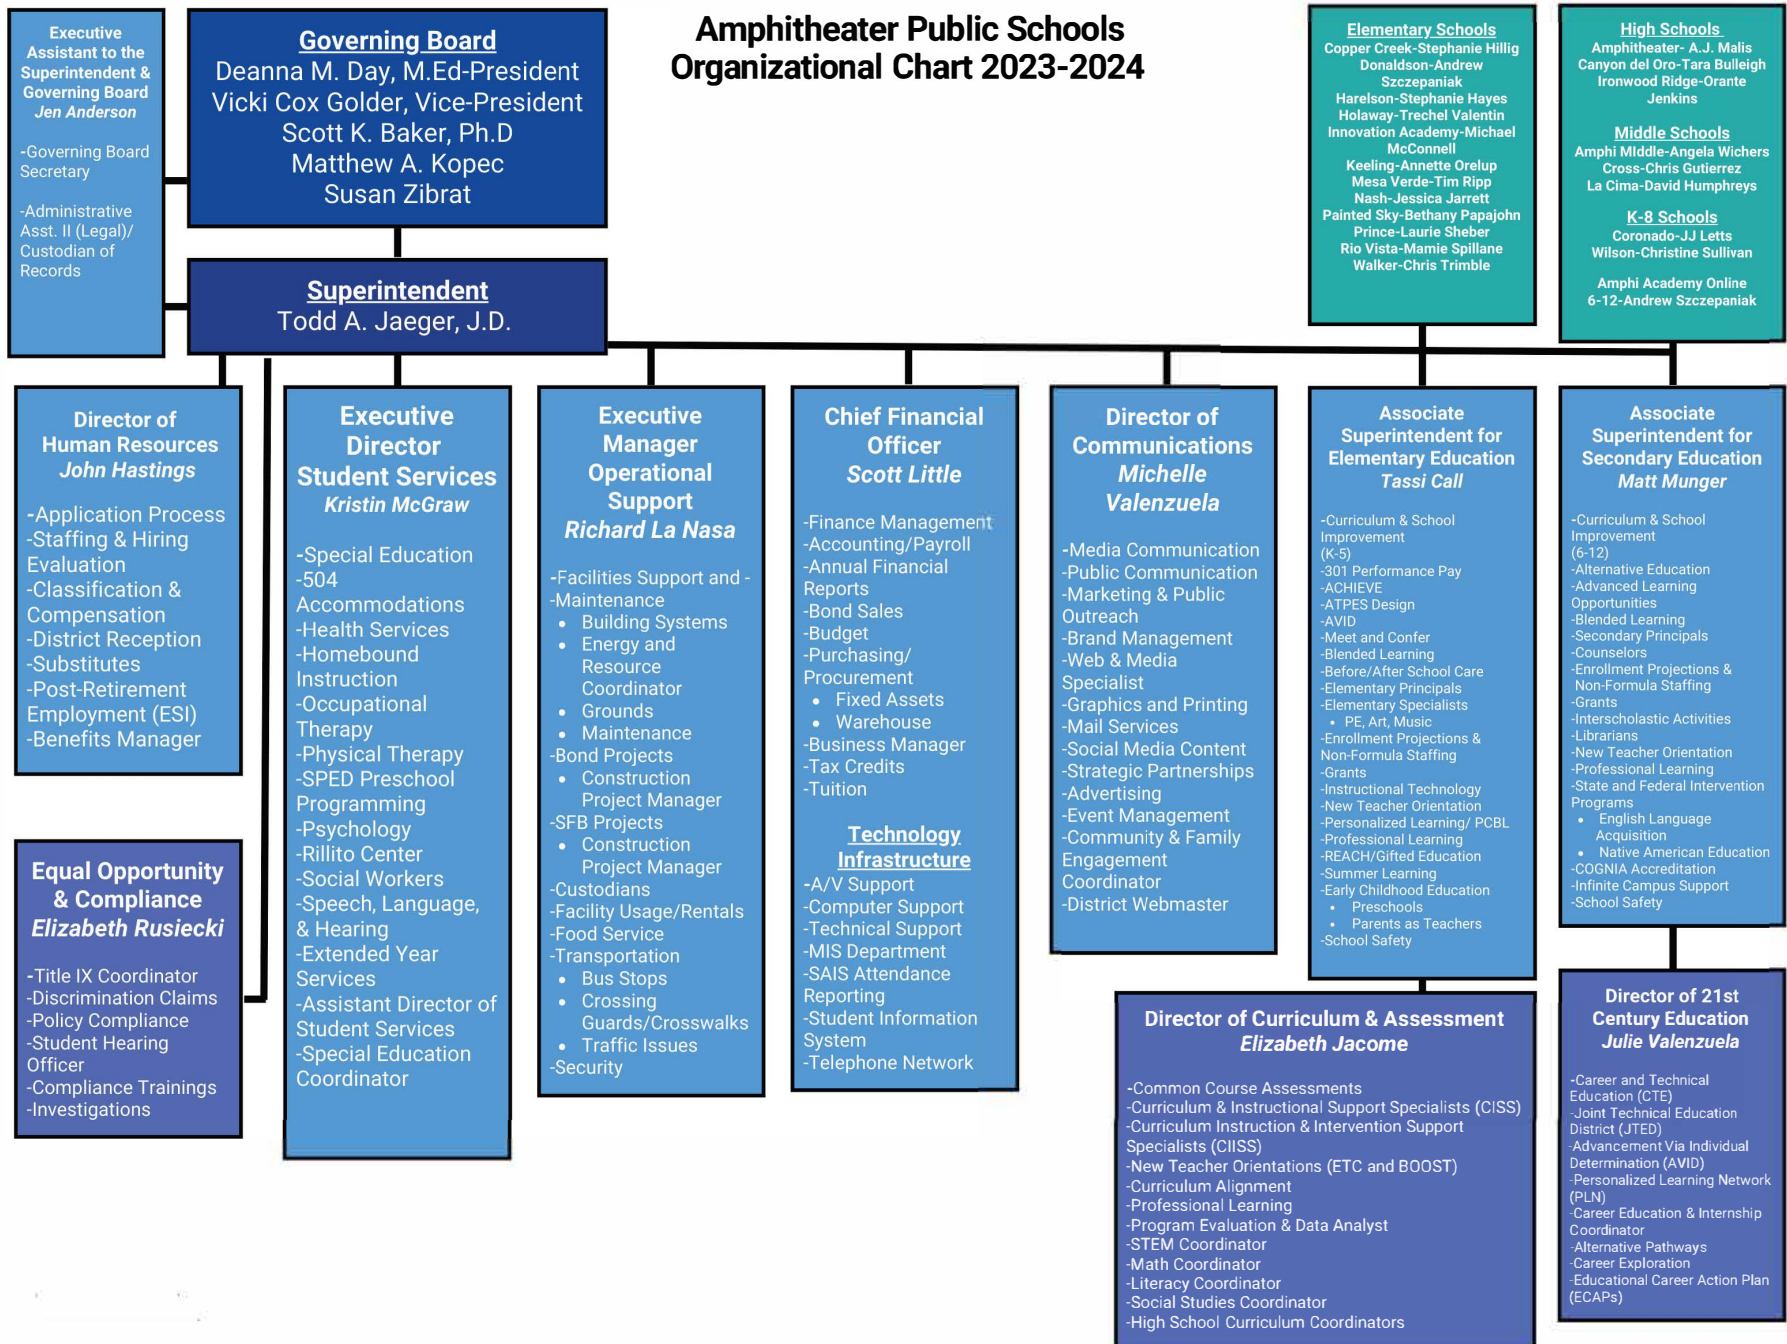 Amphitheater Public Schools
Organizational Chart 2023-2024
Executive
Assistant to the
Superintendent &
Governing Board
Jen Anderson
-Governing Board
Secretary
-Administrative
Asst. II (Legal)/
Custodian of
Records
Governing Board
Deanna M. Day, M.Ed-President
Vicki Cox Golder, Vice-President
Scott K. Baker, Ph.D
Matthew A. Kopec
Susan Zibrat
Superintendent
Todd A. Jaeger, J.D.
Elementary Schools
Copper Creek-Stephanie Hillig
Donaldson-Andrew
Szczepaniak
Harelson-Stephanie Hayes
Holaway-Trechel Valentin
Innovation Academy-Michael
McConnell
Keeling-Annette Orelup
Mesa Verde-Tim Ripp
Nash-Jessica Jarrett
Painted Sky-Bethany Papajohn
Prince-Laurie Sheber
Rio Vista-Mamie Spillane
Walker-Chris Trimble
High Schools
Amphitheater- A.J. Malis
Canyon del Oro-Tara Bulleigh
Ironwood Ridge-Orante
Jenkins
Middle Schools
Amphi MIddle-Angela Wichers
Cross-Chris Gutierrez
La Cima-David Humphreys
K-8 Schools
Coronado-JJ Letts
Wilson-Christine Sullivan
Amphi Academy Online
6-12-Andrew Szczepaniak
Director of
Human Resources
John Hastings
-Application Process
-Staffing & Hiring
Evaluation
-Classification &
Compensation
-District Reception
-Substitutes
-Post-Retirement
Employment (ESI)
-Benefits Manager
Equal Opportunity
& Compliance
Elizabeth Rusiecki
-Title IX Coordinator
-Discrimination Claims
-Policy Compliance
-Student Hearing
Officer
-Compliance Trainings
-Investigations
Executive
Director
Student Services
Kristin McGraw
-Special Education
-504
Accommodations
-Health Services
-Homebound
Instruction
-Occupational
Therapy
-Physical Therapy
-SPED Preschool
Programming
-Psychology
-Rillito Center
-Social Workers
-Speech, Language,
& Hearing
-Extended Year
Services
-Assistant Director of
Student Services
-Special Education
Coordinator
Executive
Manager
Operational
Support
Richard La Nasa
-Facilities Support and -
-Maintenance
• Building Systems
• Energy and
Resource
Coordinator
• Grounds
• Maintenance
-Bond Projects
• Construction
Project Manager
-SFB Projects
• Construction
Project Manager
-Custodians
-Facility Usage/Rentals
-Food Service
-Transportation
• Bus Stops
• Crossing
Guards/Crosswalks
• Traffic Issues
-Security
Chief Financial
Officer
Scott Little
-Finance Management
-Accounting/Payroll
-Annual Financial
Reports
-Bond Sales
-Budget
-Purchasing/
Procurement
• Fixed Assets
• Warehouse
-Business Manager
-Tax Credits
-Tuition
Technology
Infrastructure
-A/V Support
-Computer Support
-Technical Support
-MIS Department
-SAIS Attendance
Reporting
-Student Information
System
-Telephone Network
Director of
Communications
Michelle
Valenzuela
-Media Communication
-Public Communication
-Marketing & Public
Outreach
-Brand Management
-Web & Media
Specialist
-Graphics and Printing
-Mail Services
-Social Media Content
-Strategic Partnerships
-Advertising
-Event Management
-Community & Family
Engagement
Coordinator
-District Webmaster
Associate
Superintendent for
Elementary Education
Tassi Call
-Curriculum & School
Improvement
(K-5)
-301 Performance Pay
-ACHIEVE
-ATPES Design
-AVID
-Meet and Confer
-Blended Learning
-Before/After School Care
-Elementary Principals
-Elementary Specialists
• PE, Art, Music
-Enrollment Projections &
Non-Formula Staffing
-Grants
-Instructional Technology
-New Teacher Orientation
-Personalized Learning/ PCBL
-Professional Learning
-REACH/Gifted Education
-Summer Learning
-Early Childhood Education
• Preschools
• Parents as Teachers
-School Safety
Director of Curriculum & Assessment
Elizabeth Jacome
-Common Course Assessments
-Curriculum & Instructional Support Specialists (CISS)
-Curriculum Instruction & Intervention Support
Specialists (CIISS)
-New Teacher Orientations (ETC and BOOST)
-Curriculum Alignment
-Professional Learning
-Program Evaluation & Data Analyst
-STEM Coordinator
-Math Coordinator
-Literacy Coordinator
-Social Studies Coordinator
-High School Curriculum Coordinators
Associate
Superintendent for
Secondary Education
Matt Munger
-Curriculum & School
Improvement
(6-12)
-Alternative Education
-Advanced Learning
Opportunities
-Blended Learning
-Secondary Principals
-Counselors
-Enrollment Projections &
Non-Formula Staffing
-Grants
-Interscholastic Activities
-Librarians
-New Teacher Orientation
-Professional Learning
-State and Federal Intervention
Programs
• English Language
Acquisition
• Native American Education
-COGNIA Accreditation
-Infinite Campus Support
-School Safety
Director of 21st
Century Education
Julie Valenzuela
-Career and Technical
Education (CTE)
-Joint Technical Education
District (JTED)
-Advancement Via Individual
Determination (AVID)
-Personalized Learning Network
(PLN)
-Career Education & Internship
Coordinator
-Alternative Pathways
-Career Exploration
-Educational Career Action Plan
(ECAPs)